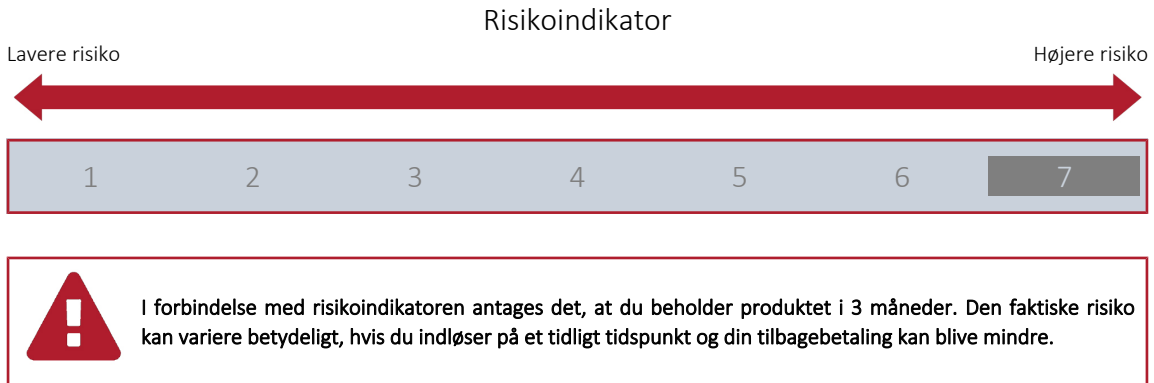 Risikoindikator
Lavere risiko
Højere risiko
1 2 3 4 5 6 7
I forbindelse med risikoindikatoren antages det, at du beholder produktet i 3 måneder. Den faktiske risiko
kan variere betydeligt, hvis du indløser på et tidligt tidspunkt og din tilbagebetaling kan blive mindre.